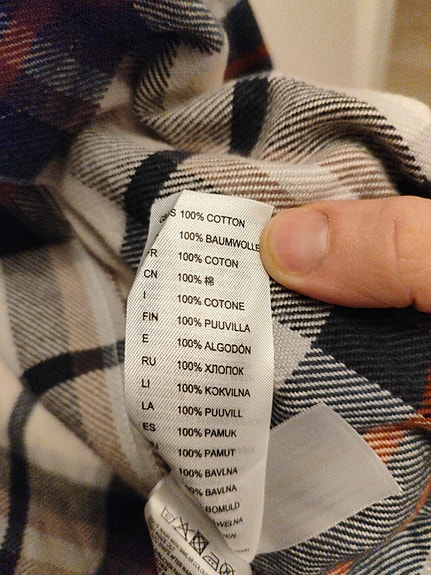 100% COTTON
100% BAUMWOLLE
R 100% COTON
CN 100% 棉
I 100% COTONE
FIN 100% PUUVILLA
E 100% ALGODÓN
RU 100% ХЛОПОК
LI 100% KOKVILNA
LA 100% PUUVILL
ES 100% PAMUK
100% PAMUT
100% BAVLNA
% BAVLNA
BOMULD